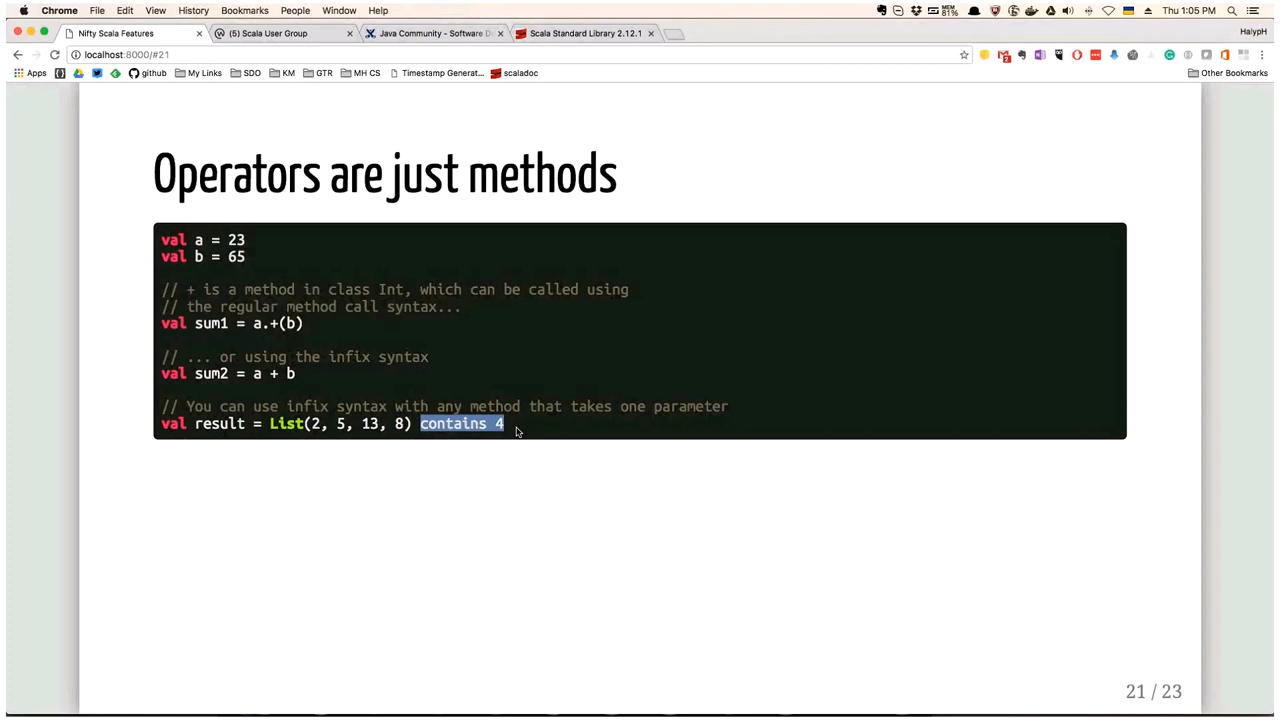 Chrome File Edit View History Bookmarks People Window Help
MEM 81% Thu 1:05 PM
Nifty Scala Features
(5) Scala User Group
Java Community - Software D
Scala Standard Library 2.12.1
HalypH
localhost:8000/#21
Apps github My Links SDO KM GTR MH CS Timestamp Generat... scaladoc Other Bookmarks
Operators are just methods
val a = 23
val b = 65
// + is a method in class Int, which can be called using
// the regular method call syntax...
val sum1 = a.+(b)
// ... or using the infix syntax
val sum2 = a + b
// You can use infix syntax with any method that takes one parameter
val result = List(2, 5, 13, 8) contains 4
21 / 23